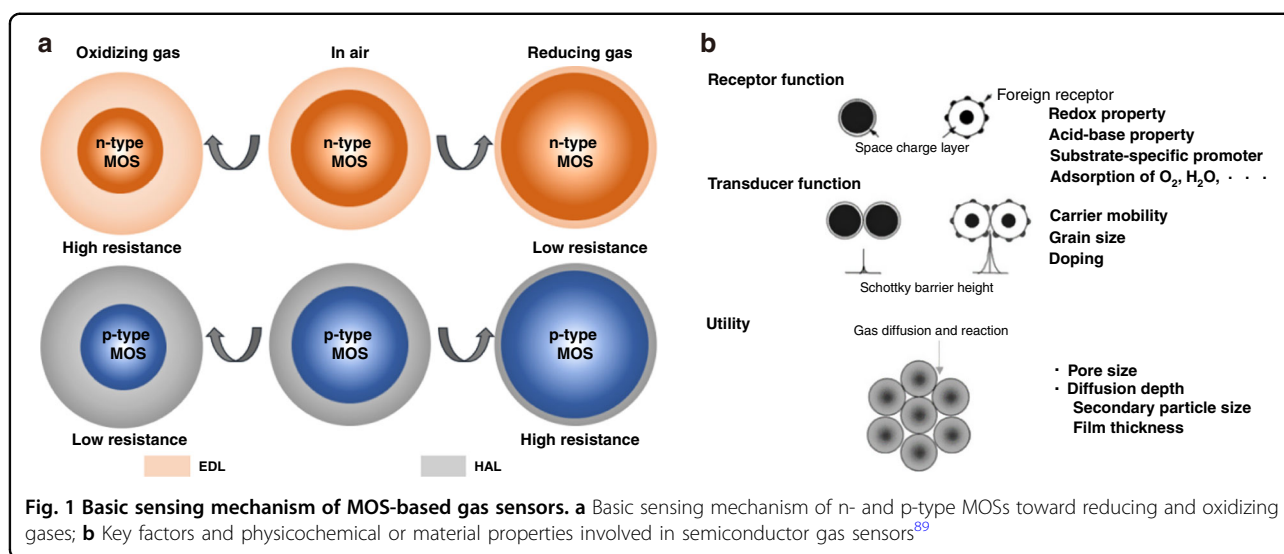 a
Oxidizing gas
In air
Reducing gas
n-type
MOS
n-type
MOS
n-type
MOS
High resistance
Low resistance
p-type
MOS
p-type
MOS
p-type
MOS
Low resistance
High resistance
EDL
HAL
b
Receptor function
Foreign receptor
Space charge layer
Redox property
Acid-base property
Substrate-specific promoter
Adsorption of O₂, H₂O, · · ·
Transducer function
Carrier mobility
Grain size
Doping
Schottky barrier height
Utility
Gas diffusion and reaction
· Pore size
· Diffusion depth
Secondary particle size
Film thickness
Fig. 1 Basic sensing mechanism of MOS-based gas sensors. a Basic sensing mechanism of n- and p-type MOSs toward reducing and oxidizing
gases; b Key factors and physicochemical or material properties involved in semiconductor gas sensors⁸⁹